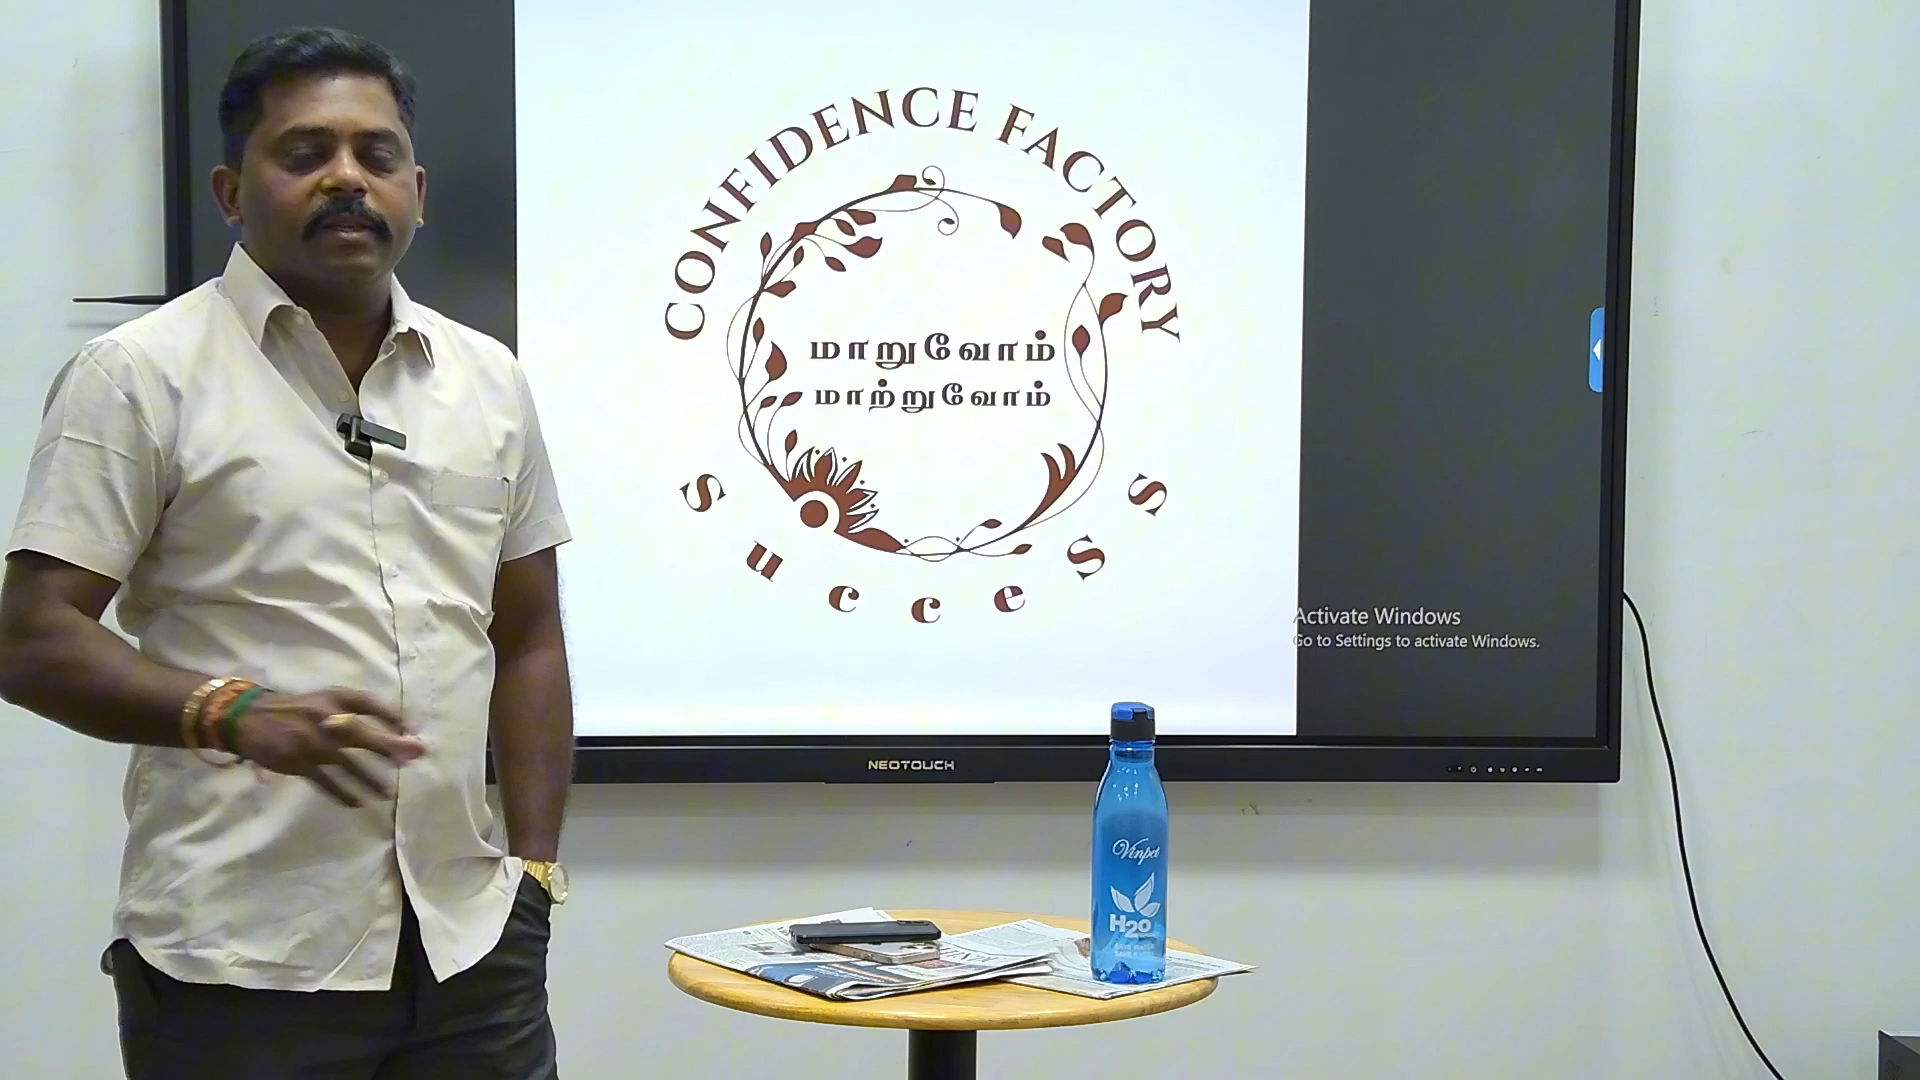 CONFIDENCE FACTORY
மாறுவோம்
மாற்றுவோம்
success
Activate Windows
Go to Settings to activate Windows.
NEOTOUCH
Vinpet
H2o